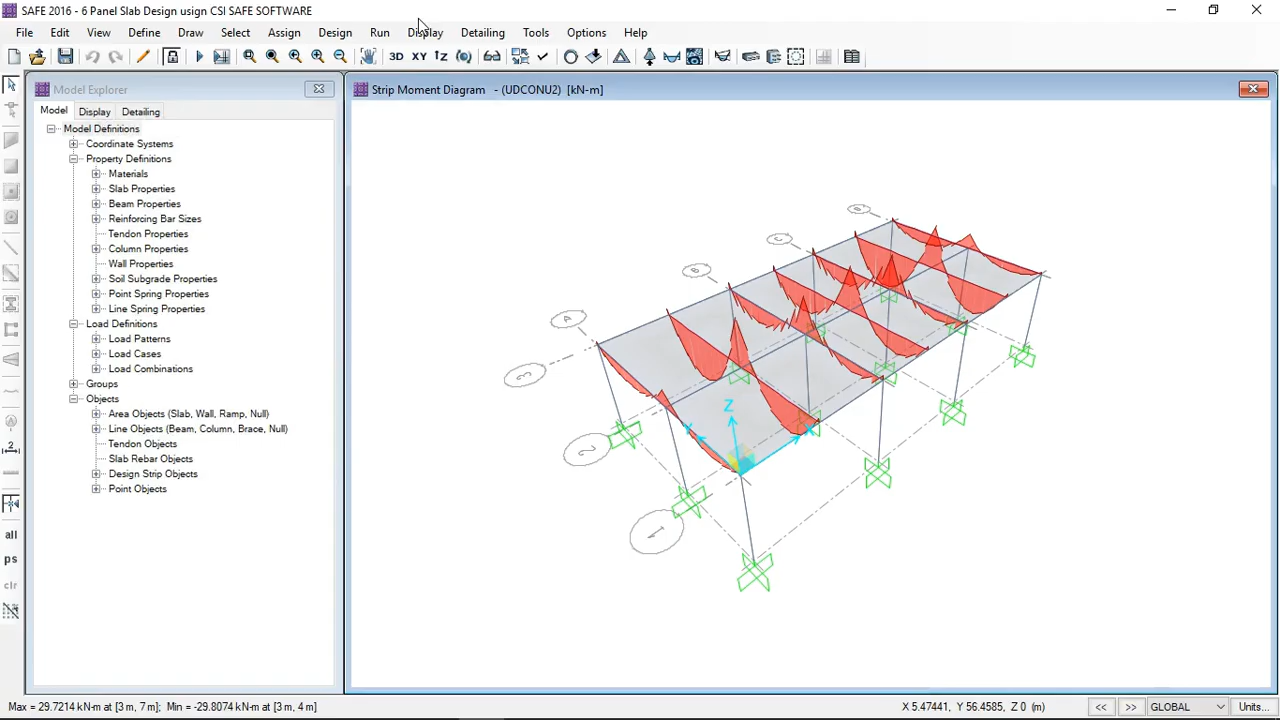 SAFE 2016 - 6 Panel Slab Design usign CSI SAFE SOFTWARE
File Edit View Define Draw Select Assign Design Run Display Detailing Tools Options Help
3D XY
Model Explorer
Model Display Detailing
Model Definitions
Coordinate Systems
Property Definitions
Materials
Slab Properties
Beam Properties
Reinforcing Bar Sizes
Tendon Properties
Column Properties
Wall Properties
Soil Subgrade Properties
Point Spring Properties
Line Spring Properties
Load Definitions
Load Patterns
Load Cases
Load Combinations
Groups
Objects
Area Objects (Slab, Wall, Ramp, Null)
Line Objects (Beam, Column, Brace, Null)
Tendon Objects
Slab Rebar Objects
Design Strip Objects
Point Objects
all
ps
clr
Strip Moment Diagram - (UDCONU2) [kN-m]
C
B
A
3
2
1
Z
X
Y
Max = 29.7214 kN-m at [3 m, 7 m]; Min = -29.8074 kN-m at [3 m, 4 m]
X 5.47441, Y 56.4585, Z 0 (m)
<< >> GLOBAL Units...